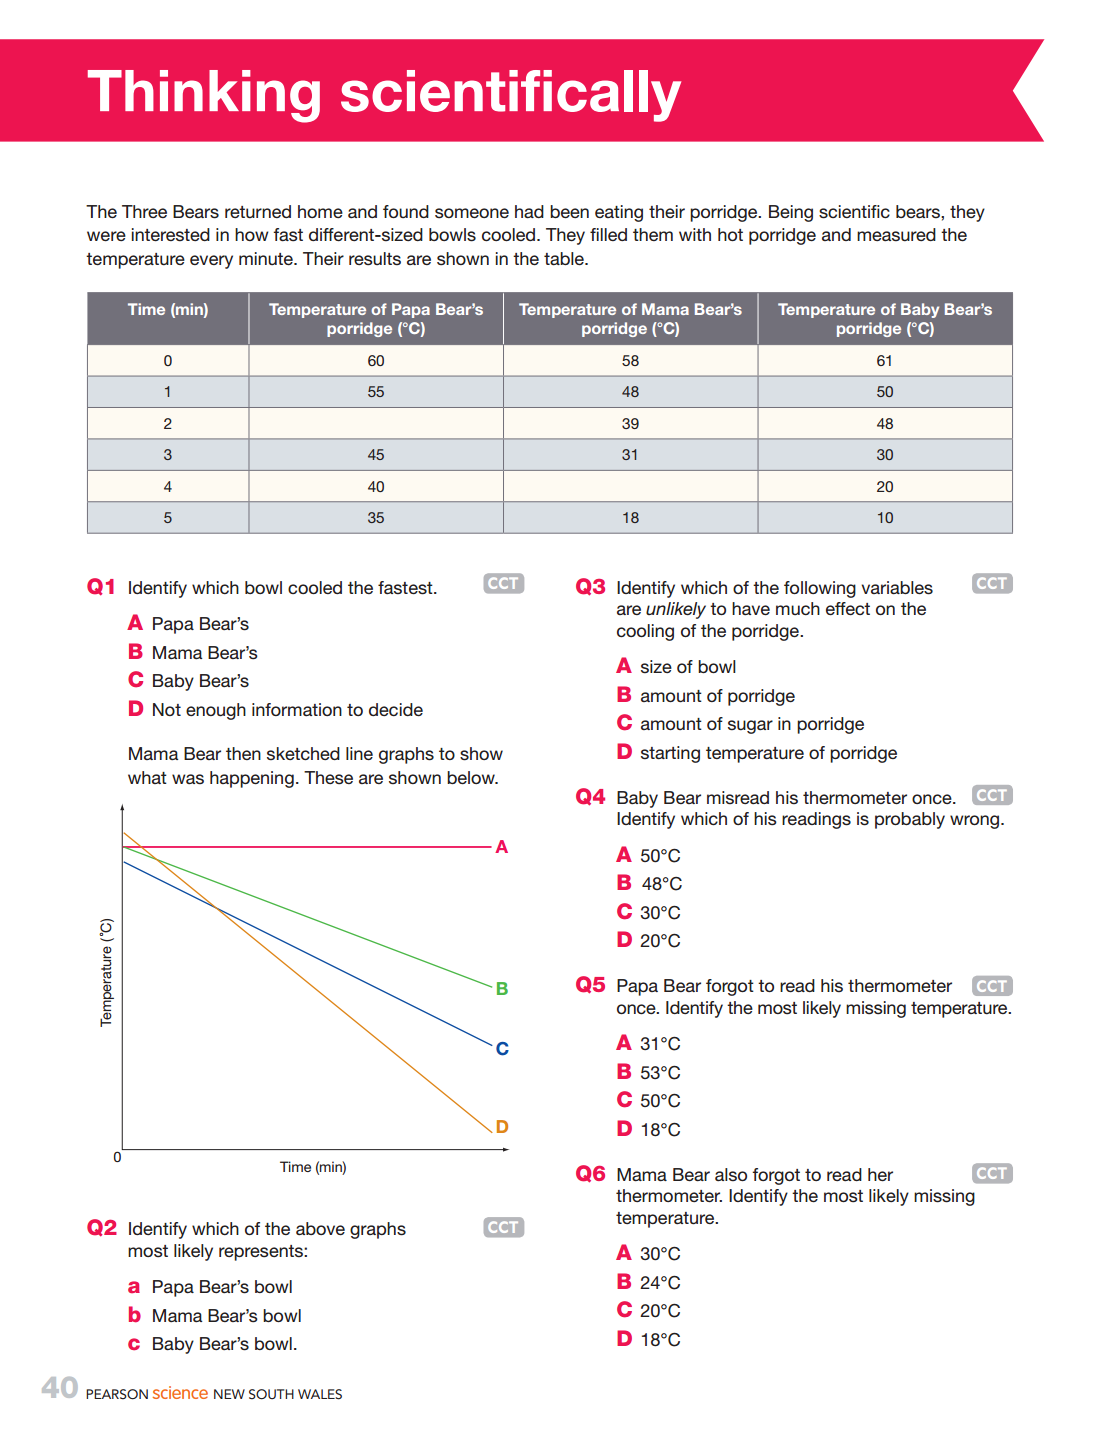 Thinking scientifically
The Three Bears returned home and found someone had been eating their porridge. Being scientific bears, they
were interested in how fast different-sized bowls cooled. They filled them with hot porridge and measured the
temperature every minute. Their results are shown in the table.
Time (min) Temperature of Papa Bear's porridge (°C) Temperature of Mama Bear's porridge (°C) Temperature of Baby Bear's porridge (°C)
0 60 58 61
1 55 48 50
2 39 48
3 45 31 30
4 40 20
5 35 18 10
Q1 Identify which bowl cooled the fastest. CCT
A Papa Bear's
B Mama Bear's
C Baby Bear's
D Not enough information to decide
Mama Bear then sketched line graphs to show
what was happening. These are shown below.
Temperature (°C)
A
B
C
D
0
Time (min)
Q2 Identify which of the above graphs CCT
most likely represents:
a Papa Bear's bowl
b Mama Bear's bowl
c Baby Bear's bowl.
Q3 Identify which of the following variables CCT
are unlikely to have much effect on the
cooling of the porridge.
A size of bowl
B amount of porridge
C amount of sugar in porridge
D starting temperature of porridge
Q4 Baby Bear misread his thermometer once. CCT
Identify which of his readings is probably wrong.
A 50°C
B 48°C
C 30°C
D 20°C
Q5 Papa Bear forgot to read his thermometer CCT
once. Identify the most likely missing temperature.
A 31°C
B 53°C
C 50°C
D 18°C
Q6 Mama Bear also forgot to read her CCT
thermometer. Identify the most likely missing
temperature.
A 30°C
B 24°C
C 20°C
D 18°C
40 PEARSON science NEW SOUTH WALES